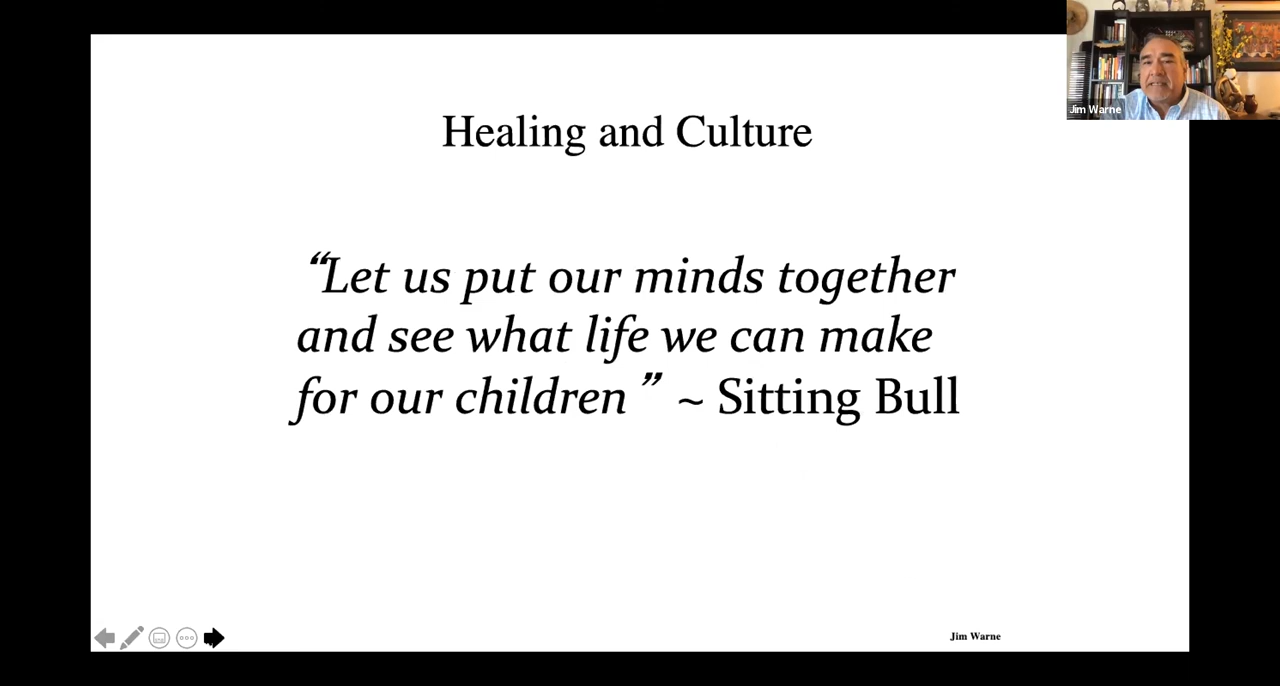 Jim Warne
Healing and Culture
“Let us put our minds together
and see what life we can make
for our children ” ~ Sitting Bull
Jim Warne